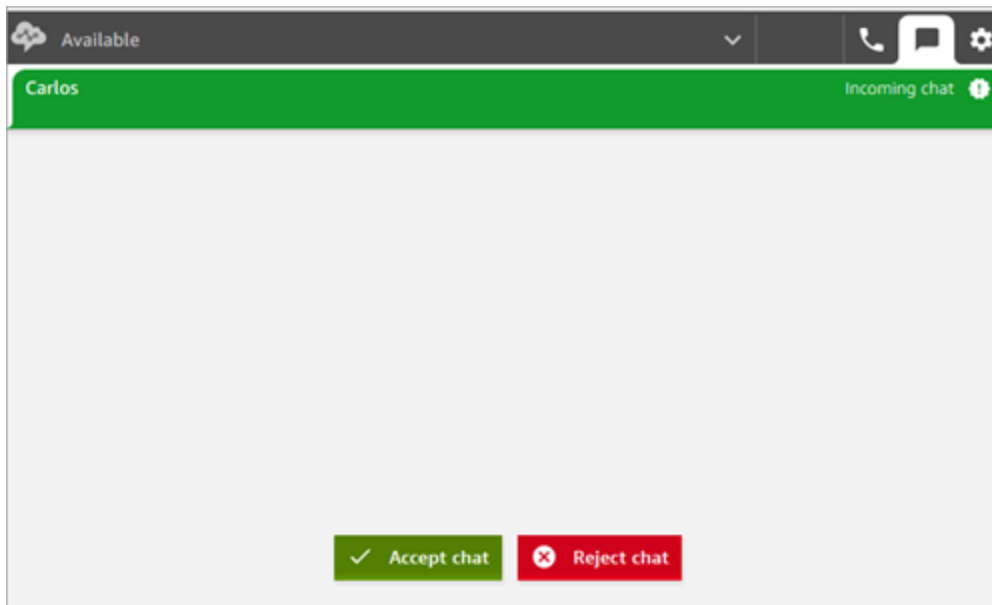 Available
Carlos
Incoming chat
Accept chat
Reject chat